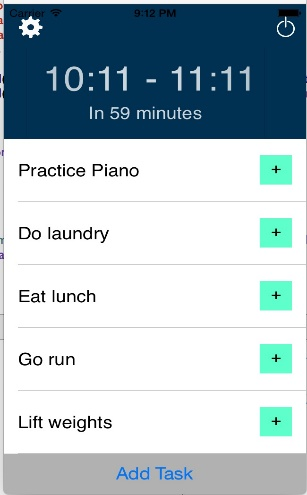 Carrier 9:12 PM
10:11 - 11:11
In 59 minutes
Practice Piano +
Do laundry +
Eat lunch +
Go run +
Lift weights +
Add Task